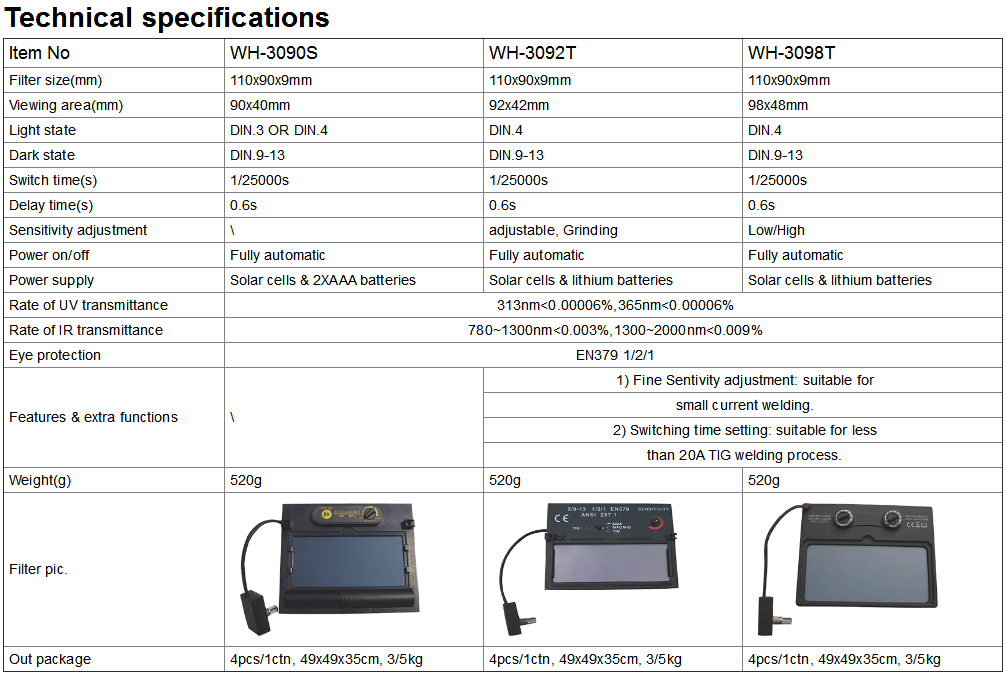 Technical specifications
Item No WH-3090S WH-3092T WH-3098T
Filter size(mm) 110x90x9mm 110x90x9mm 110x90x9mm
Viewing area(mm) 90x40mm 92x42mm 98x48mm
Light state DIN.3 OR DIN.4 DIN.4 DIN.4
Dark state DIN.9-13 DIN.9-13 DIN.9-13
Switch time(s) 1/25000s 1/25000s 1/25000s
Delay time(s) 0.6s 0.6s 0.6s
Sensitivity adjustment \ adjustable, Grinding Low/High
Power on/off Fully automatic Fully automatic Fully automatic
Power supply Solar cells & 2XAAA batteries Solar cells & lithium batteries Solar cells & lithium batteries
Rate of UV transmittance 313nm<0.00006%,365nm<0.00006%
Rate of IR transmittance 780~1300nm<0.003%,1300~2000nm<0.009%
Eye protection EN379 1/2/1
Features & extra functions \
1) Fine Sentivity adjustment: suitable for
small current welding.
2) Switching time setting: suitable for less
than 20A TIG welding process.
Weight(g) 520g 520g 520g
Filter pic.
3/9-13 1/2/1 EN379 SENSITIVITY
CE ANSI Z87.1
MMA
MAG MIG
TIG TIG
CE
Out package 4pcs/1ctn, 49x49x35cm, 3/5kg 4pcs/1ctn, 49x49x35cm, 3/5kg 4pcs/1ctn, 49x49x35cm, 3/5kg